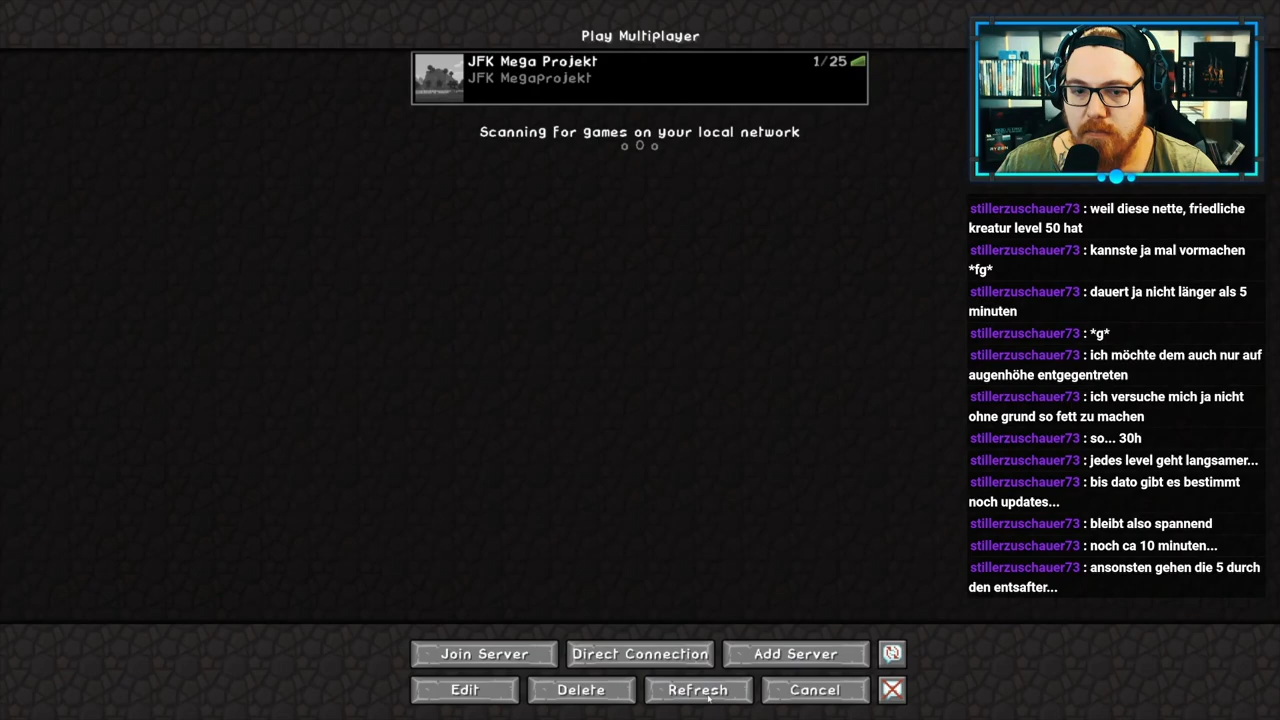 Play Multiplayer
JFK Mega Projekt
1/25
JFK Megaprojekt
Scanning for games on your local network
o O o
stillerzuschauer73 : weil diese nette, friedliche
kreatur level 50 hat
stillerzuschauer73 : kannste ja mal vormachen
*fg*
stillerzuschauer73 : dauert ja nicht länger als 5
minuten
stillerzuschauer73 : *g*
stillerzuschauer73 : ich möchte dem auch nur auf
augenhöhe entgegentreten
stillerzuschauer73 : ich versuche mich ja nicht
ohne grund so fett zu machen
stillerzuschauer73 : so... 30h
stillerzuschauer73 : jedes level geht langsamer...
stillerzuschauer73 : bis dato gibt es bestimmt
noch updates...
stillerzuschauer73 : bleibt also spannend
stillerzuschauer73 : noch ca 10 minuten...
stillerzuschauer73 : ansonsten gehen die 5 durch
den entsafter...
Join Server
Direct Connection
Add Server
Edit
Delete
Refresh
Cancel